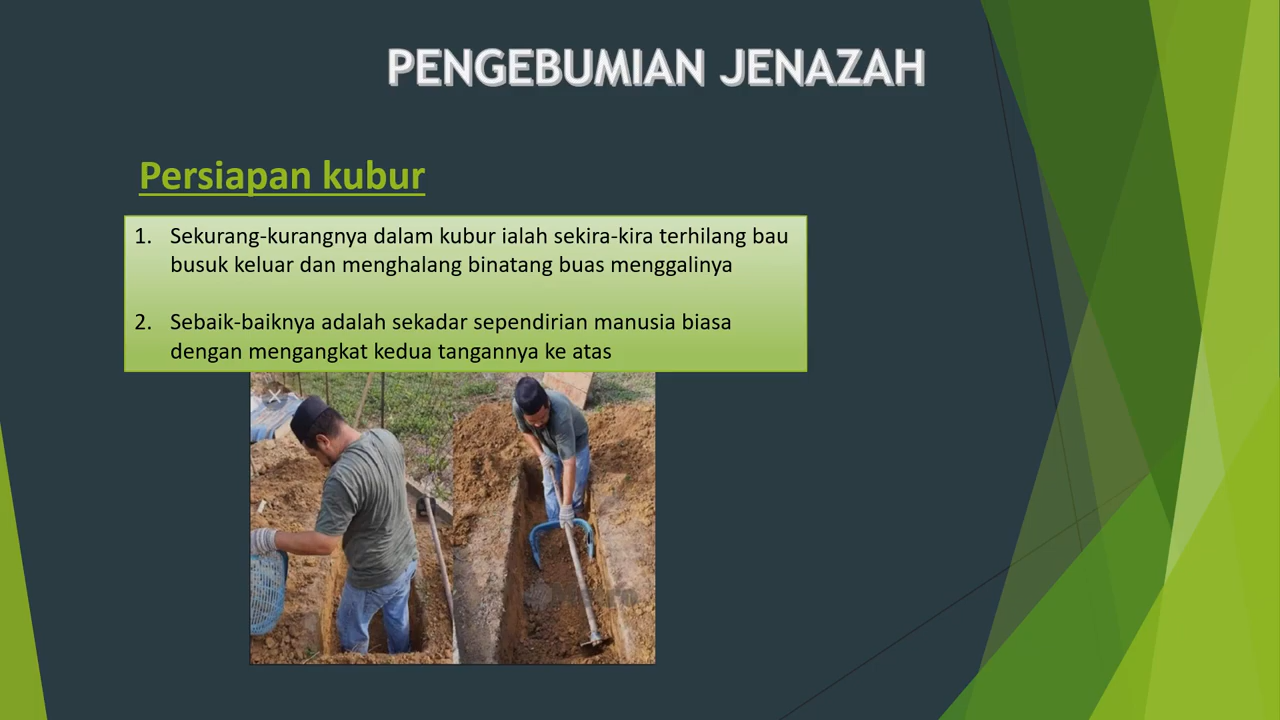 PENGEBUMIAN JENAZAH
Persiapan kubur
1. Sekurang-kurangnya dalam kubur ialah sekira-kira terhilang bau
busuk keluar dan menghalang binatang buas menggalinya
2. Sebaik-baiknya adalah sekadar sependirian manusia biasa
dengan mengangkat kedua tangannya ke atas